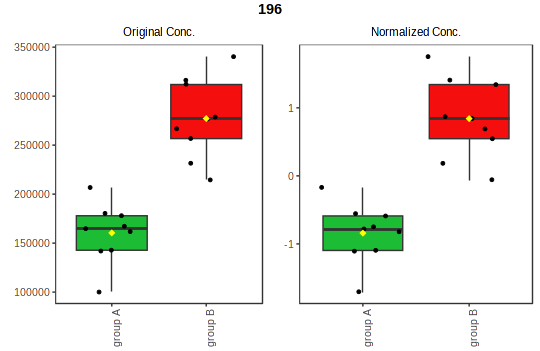 196
Original Conc.
Normalized Conc.
350000
300000
250000
200000
150000
100000
1
0
-1
group A
group B
group A
group B